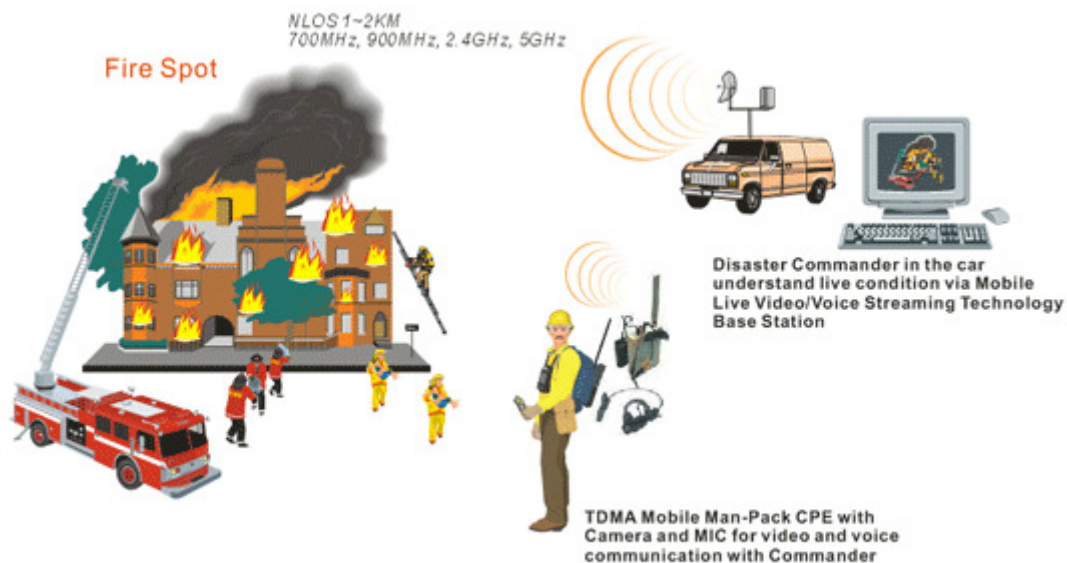 NLOS 1~2KM
700MHz, 900MHz, 2.4GHz, 5GHz
Fire Spot
Disaster Commander in the car
understand live condition via Mobile
Live Video/Voice Streaming Technology
Base Station
TDMA Mobile Man-Pack CPE with
Camera and MIC for video and voice
communication with Commander